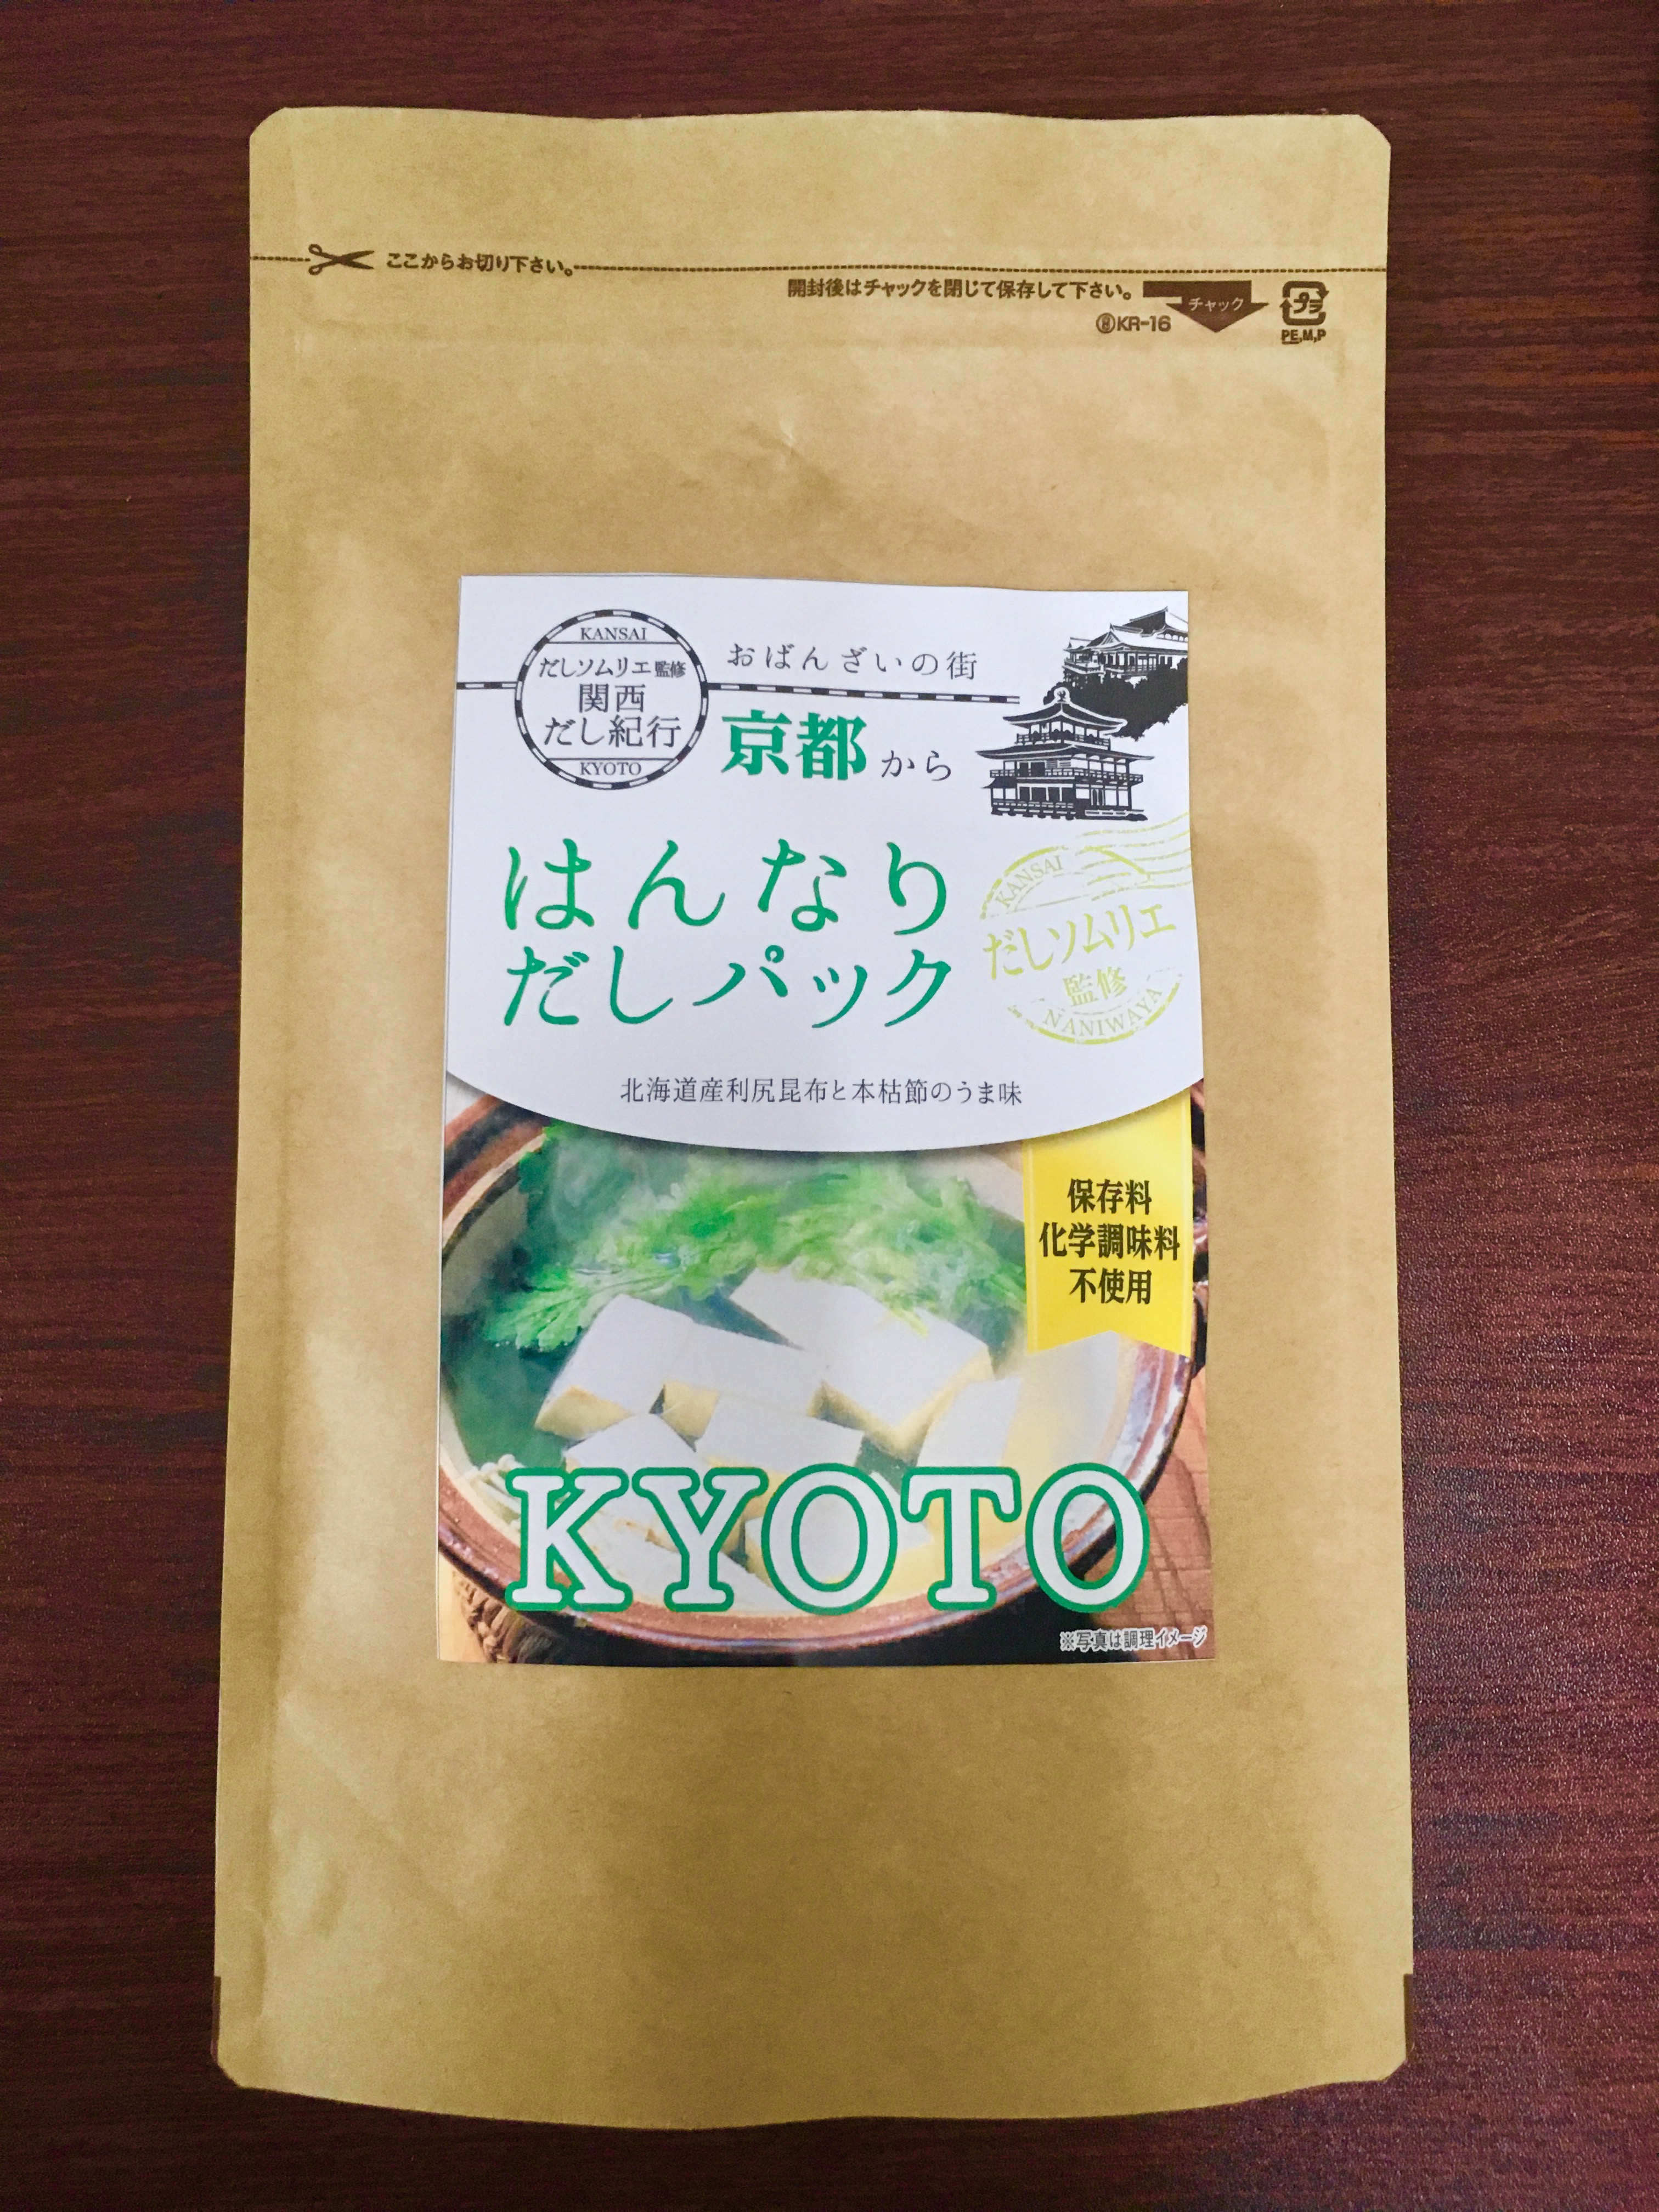 ここからお切り下さい。
開封後はチャックを閉じて保存して下さい。
チャック
プラ
KR-16
PE,M,P
KANSAI
だしソムリエ監修
関西
だし紀行
KYOTO
おばんざいの街
京都から
はんなり
だしパック
KANSAI
だしソムリエ
監修
NANIWAYA
北海道産利尻昆布と本枯節のうま味
保存料
化学調味料
不使用
KYOTO
※写真は調理イメージ